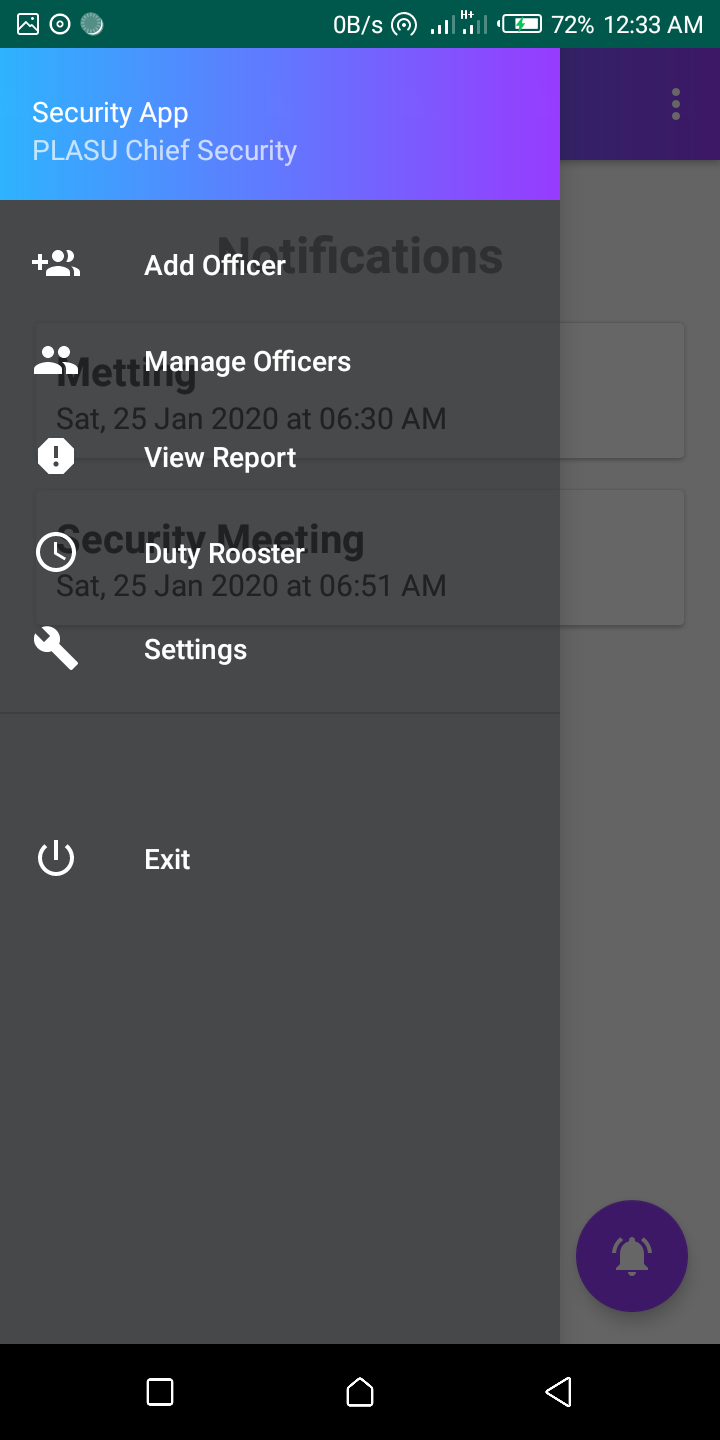 0B/s H+ 72% 12:33 AM
Security App
PLASU Chief Security
Notifications
Add Officer
Manage Officers
Metting
Sat, 25 Jan 2020 at 06:30 AM
View Report
Security Meeting
Duty Rooster
Sat, 25 Jan 2020 at 06:51 AM
Settings
Exit